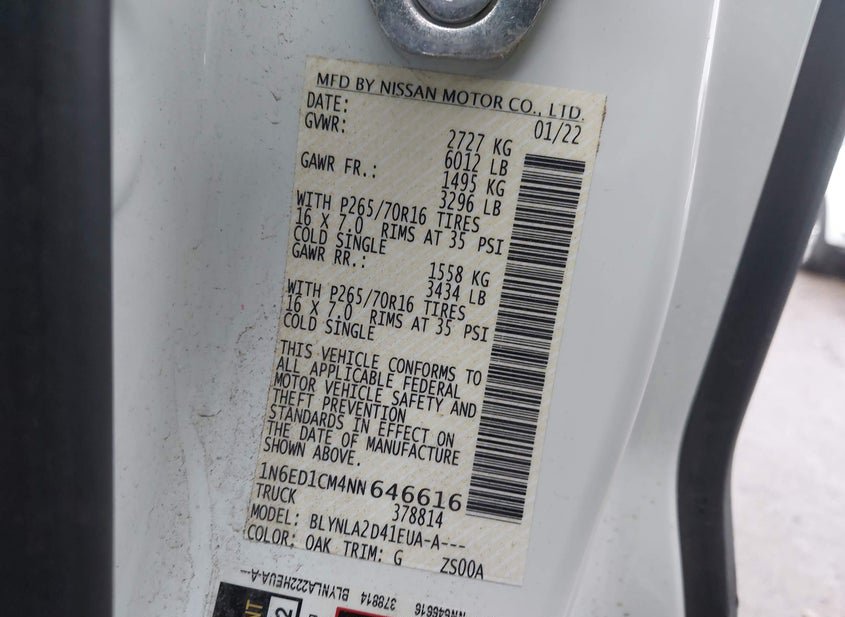 MFD BY NISSAN MOTOR CO., LTD.
DATE: 01/22
GVWR: 2727 KG
6012 LB
GAWR FR.: 1495 KG
3296 LB
WITH P265/70R16 TIRES
16 X 7.0 RIMS AT 35 PSI
COLD SINGLE
GAWR RR.: 1558 KG
3434 LB
WITH P265/70R16 TIRES
16 X 7.0 RIMS AT 35 PSI
COLD SINGLE
THIS VEHICLE CONFORMS TO
ALL APPLICABLE FEDERAL
MOTOR VEHICLE SAFETY AND
THEFT PREVENTION
STANDARDS IN EFFECT ON
THE DATE OF MANUFACTURE
SHOWN ABOVE.
1N6ED1CM4NN646616
TRUCK 378814
MODEL: BLYNLA2D41EUA-A---
COLOR: OAK TRIM: G ZS00A
NN646616 378814 BLYNLA222HEUA-A---